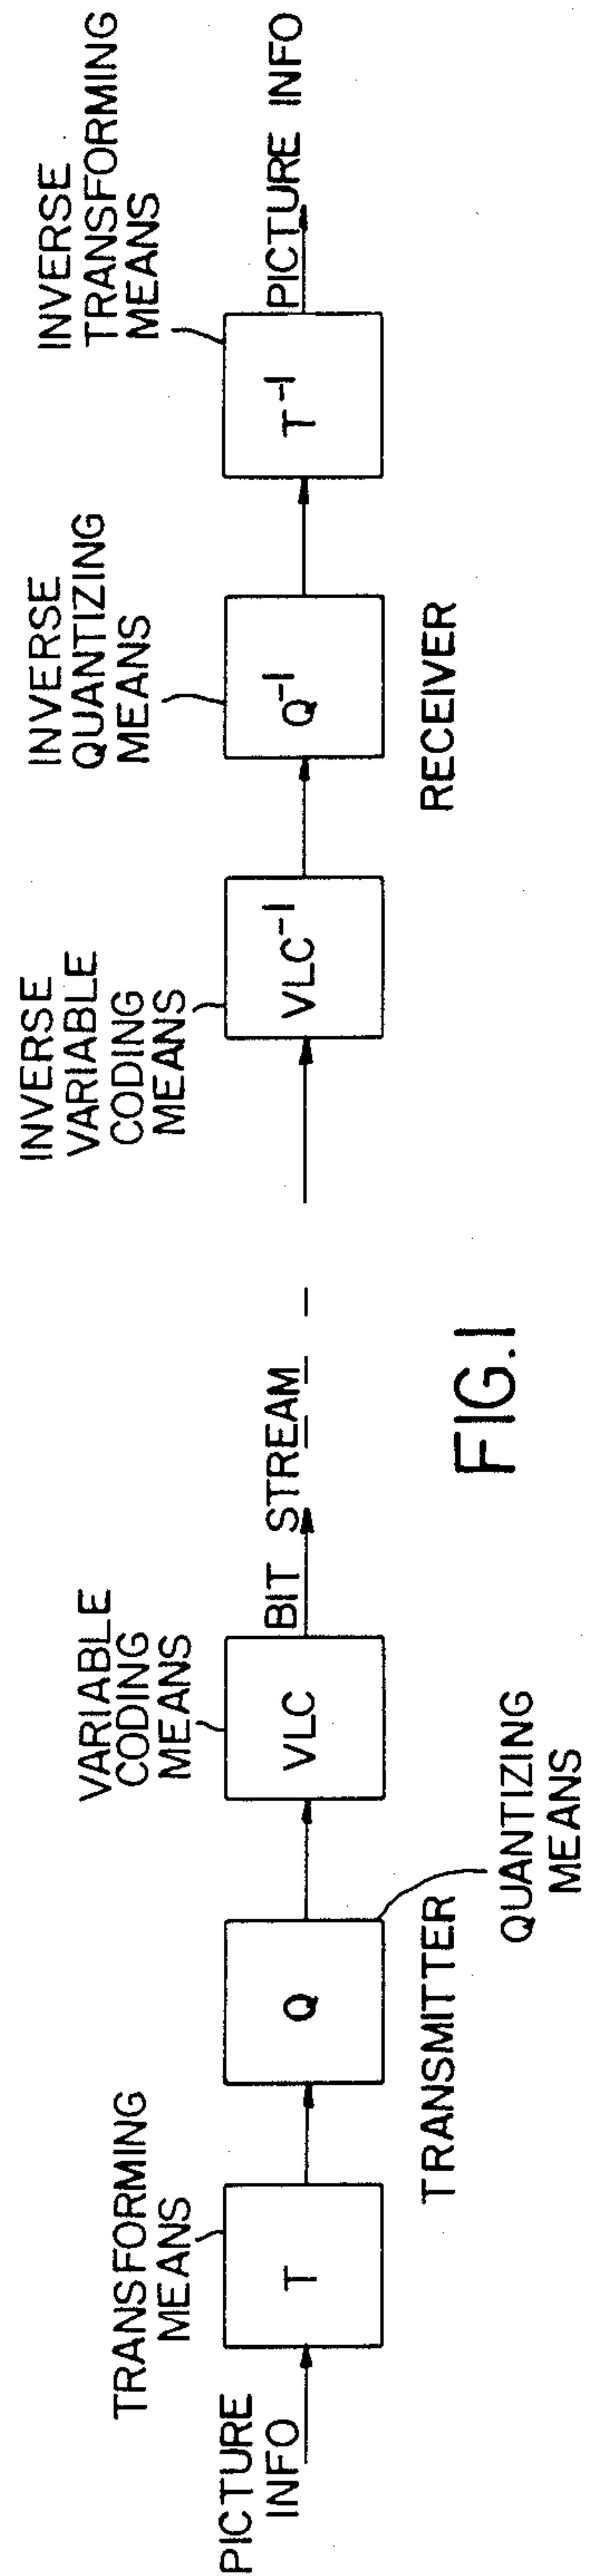 PICTURE
INFO
TRANSFORMING
MEANS
T
Q
TRANSMITTER
QUANTIZING
MEANS
VARIABLE
CODING
MEANS
VLC
BIT STREAM
FIG. 1
INVERSE
VARIABLE
CODING
MEANS
VLC⁻¹
INVERSE
QUANTIZING
MEANS
Q⁻¹
RECEIVER
INVERSE
TRANSFORMING
MEANS
T⁻¹
PICTURE INFO